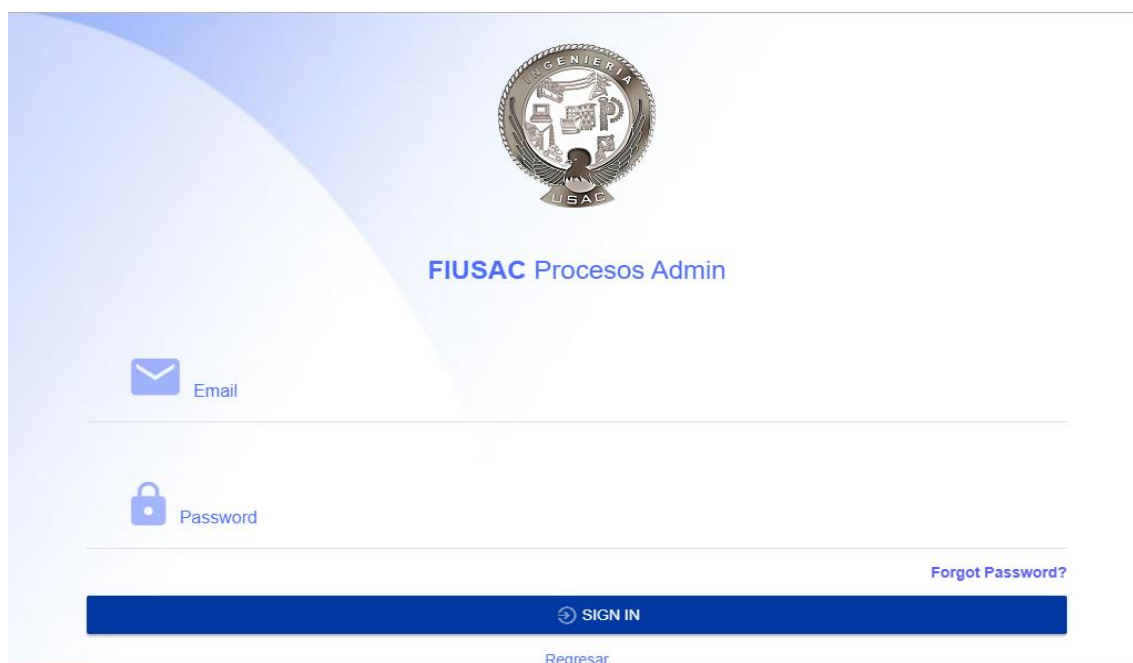 INGENIERIA
USAC
FIUSAC Procesos Admin
Email
Password
Forgot Password?
SIGN IN
Regresar